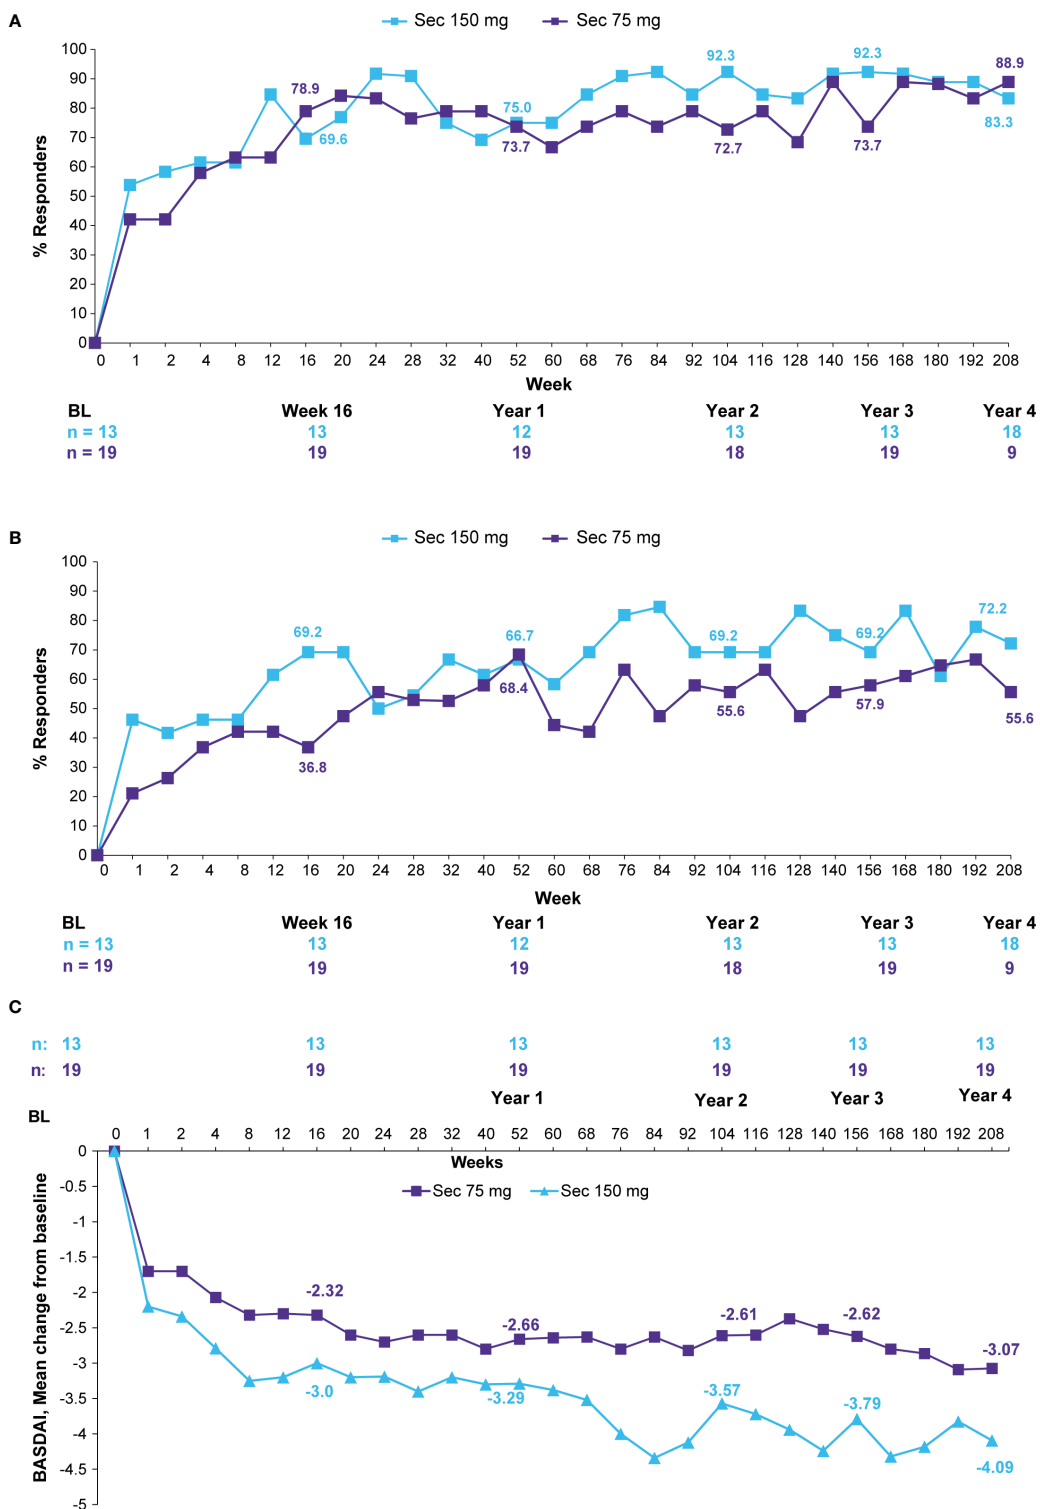 A
Sec 150 mg Sec 75 mg
% Responders
100
90
80
70
60
50
40
30
20
10
0
78.9
69.6
75.0
73.7
92.3
72.7
92.3
73.7
88.9
83.3
0 1 2 4 8 12 16 20 24 28 32 40 52 60 68 76 84 92 104 116 128 140 156 168 180 192 208
Week
BL Week 16 Year 1 Year 2 Year 3 Year 4
n = 13 13 12 13 13 18
n = 19 19 19 18 19 9
B
Sec 150 mg Sec 75 mg
% Responders
100
90
80
70
60
50
40
30
20
10
0
69.2
36.8
66.7
68.4
69.2
55.6
69.2
57.9
72.2
55.6
0 1 2 4 8 12 16 20 24 28 32 40 52 60 68 76 84 92 104 116 128 140 156 168 180 192 208
Week
BL Week 16 Year 1 Year 2 Year 3 Year 4
n = 13 13 12 13 13 18
n = 19 19 19 18 19 9
C
n: 13 13 13 13 13 13
n: 19 19 19 19 19 19
Year 1 Year 2 Year 3 Year 4
BL
0 1 2 4 8 12 16 20 24 28 32 40 52 60 68 76 84 92 104 116 128 140 156 168 180 192 208
Weeks
Sec 75 mg Sec 150 mg
BASDAI, Mean change from baseline
0
-0.5
-1
-1.5
-2
-2.5
-3
-3.5
-4
-4.5
-5
-2.32
-2.66
-2.61
-2.62
-3.07
-3.0
-3.29
-3.57
-3.79
-4.09